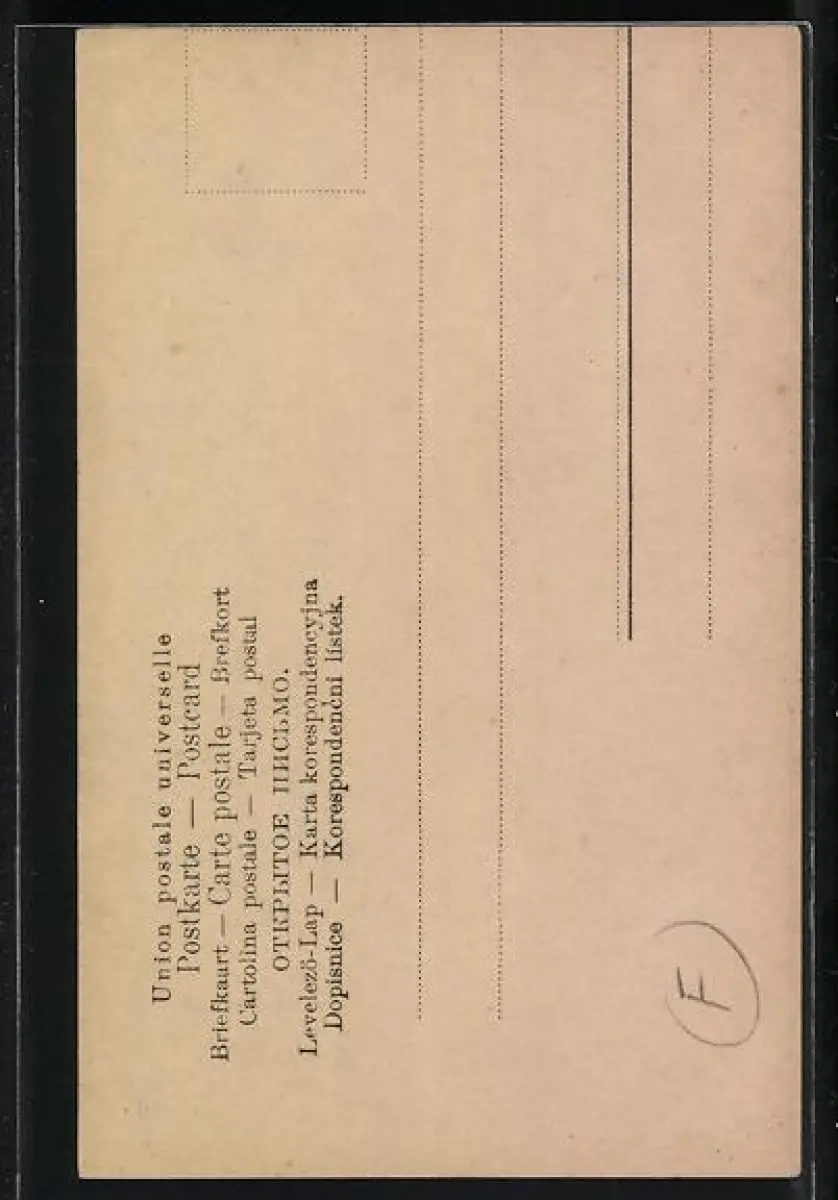 Union postale universelle
Postkarte — Postcard
Briefkaart — Carte postale — Brefkort
Cartolina postale — Tarjeta postal
ОТКРЫТОЕ ПИСЬМО.
Levelező-Lap — Karta korespondencyjna
Dopisnice — Korespondenční lístek.
F